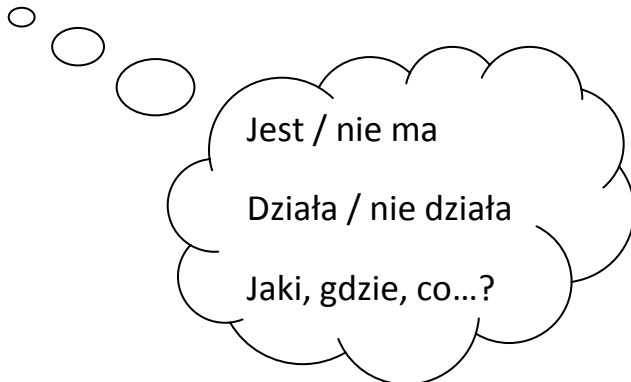 Jest / nie ma
Działa / nie działa
Jaki, gdzie, co…?